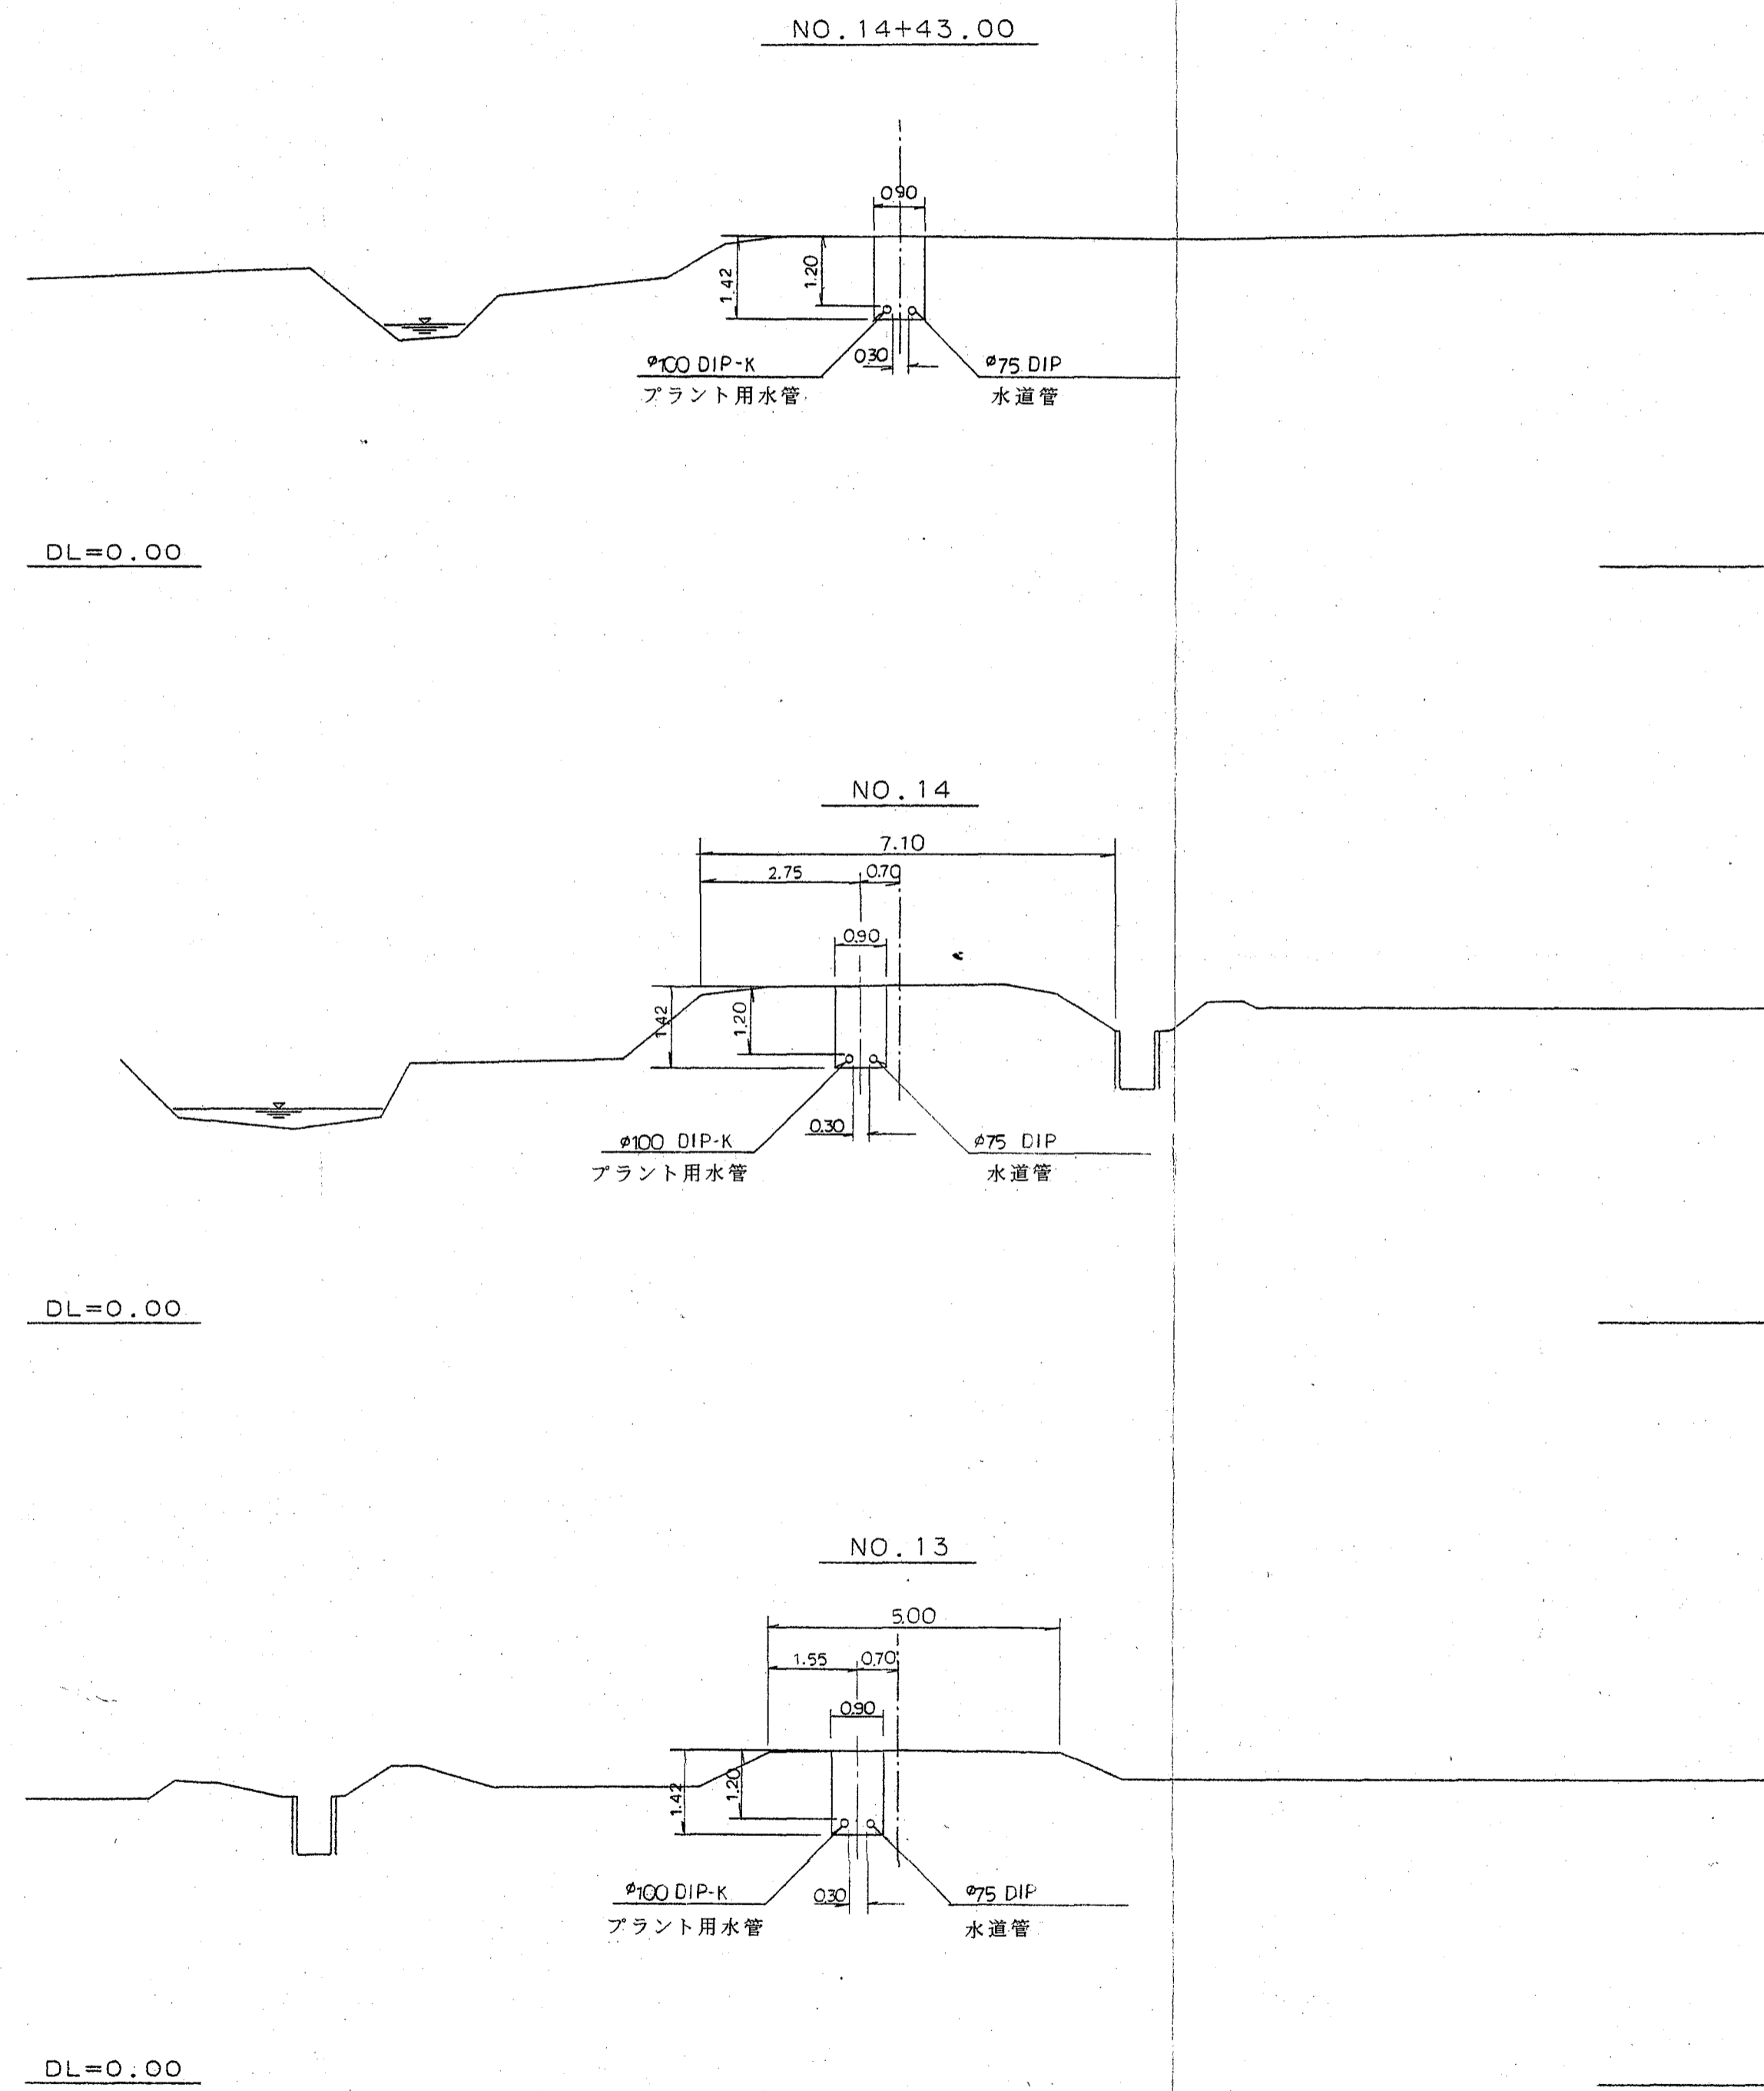 NO.14+43.00
0.90
1.42
1.20
φ100 DIP-K
0.30
φ75 DIP
プラント用水管
水道管
DL=0.00
NO.14
7.10
2.75
0.70
0.90
1.42
1.20
0.30
φ100 DIP-K
φ75 DIP
プラント用水管
水道管
DL=0.00
NO.13
5.00
1.55
0.70
0.90
1.42
1.20
φ100 DIP-K
0.30
φ75 DIP
プラント用水管
水道管
DL=0.00